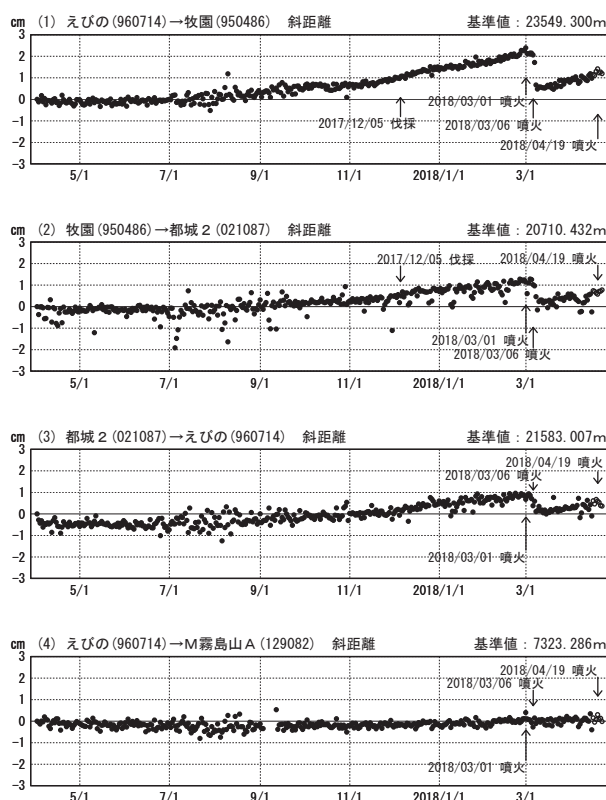 cm (1) えびの(960714)→牧園(950486) 斜距離 基準値：23549.300m
3
2
1
0
-1
-2
-3
2018/03/01 噴火
2017/12/05 伐採
2018/03/06 噴火
2018/04/19 噴火
5/1 7/1 9/1 11/1 2018/1/1 3/1
cm (2) 牧園(950486)→都城２(021087) 斜距離 基準値：20710.432m
3
2
1
0
-1
-2
-3
2017/12/05 伐採 2018/04/19 噴火
2018/03/01 噴火
2018/03/06 噴火
5/1 7/1 9/1 11/1 2018/1/1 3/1
cm (3) 都城２(021087)→えびの(960714) 斜距離 基準値：21583.007m
3
2
1
0
-1
-2
-3
2018/04/19 噴火
2018/03/06 噴火
2018/03/01 噴火
5/1 7/1 9/1 11/1 2018/1/1 3/1
cm (4) えびの(960714)→Ｍ霧島山Ａ(129082) 斜距離 基準値：7323.286m
3
2
1
0
-1
-2
-3
2018/04/19 噴火
2018/03/06 噴火
2018/03/01 噴火
5/1 7/1 9/1 11/1 2018/1/1 3/1